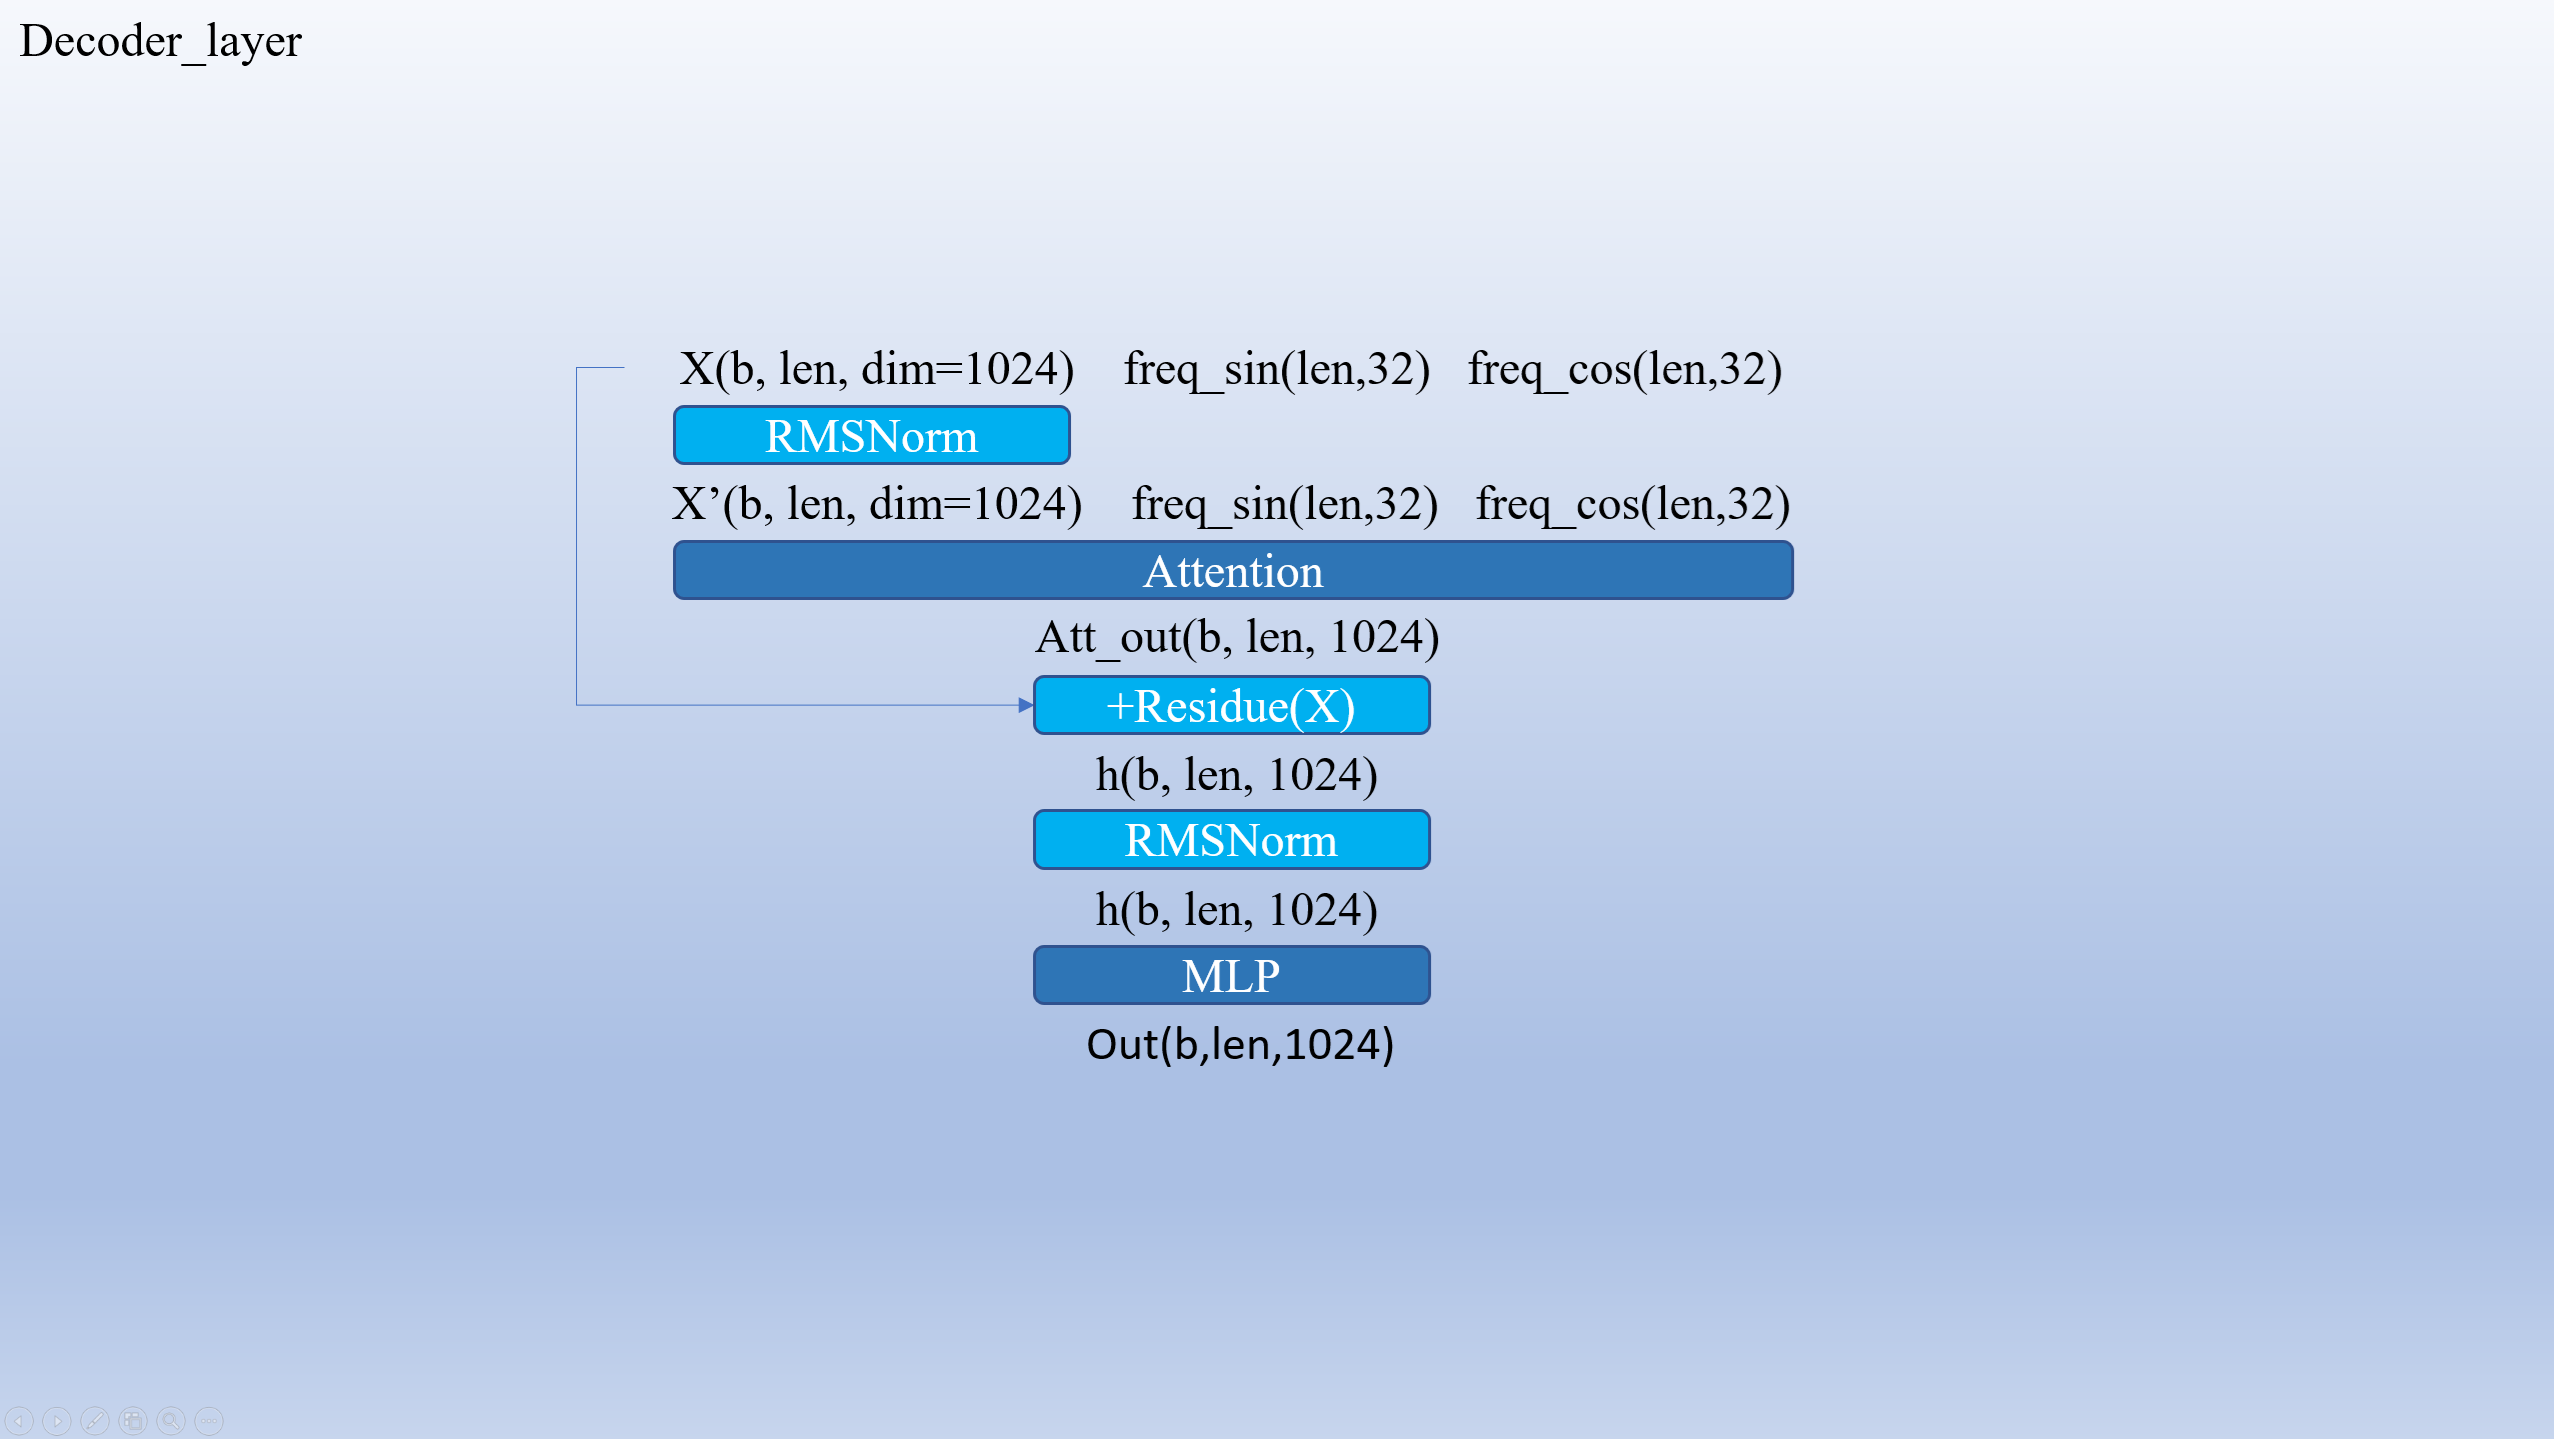 Decoder_layer
X(b, len, dim=1024) freq_sin(len,32) freq_cos(len,32)
RMSNorm
X’(b, len, dim=1024) freq_sin(len,32) freq_cos(len,32)
Attention
Att_out(b, len, 1024)
+Residue(X)
h(b, len, 1024)
RMSNorm
h(b, len, 1024)
MLP
Out(b,len,1024)